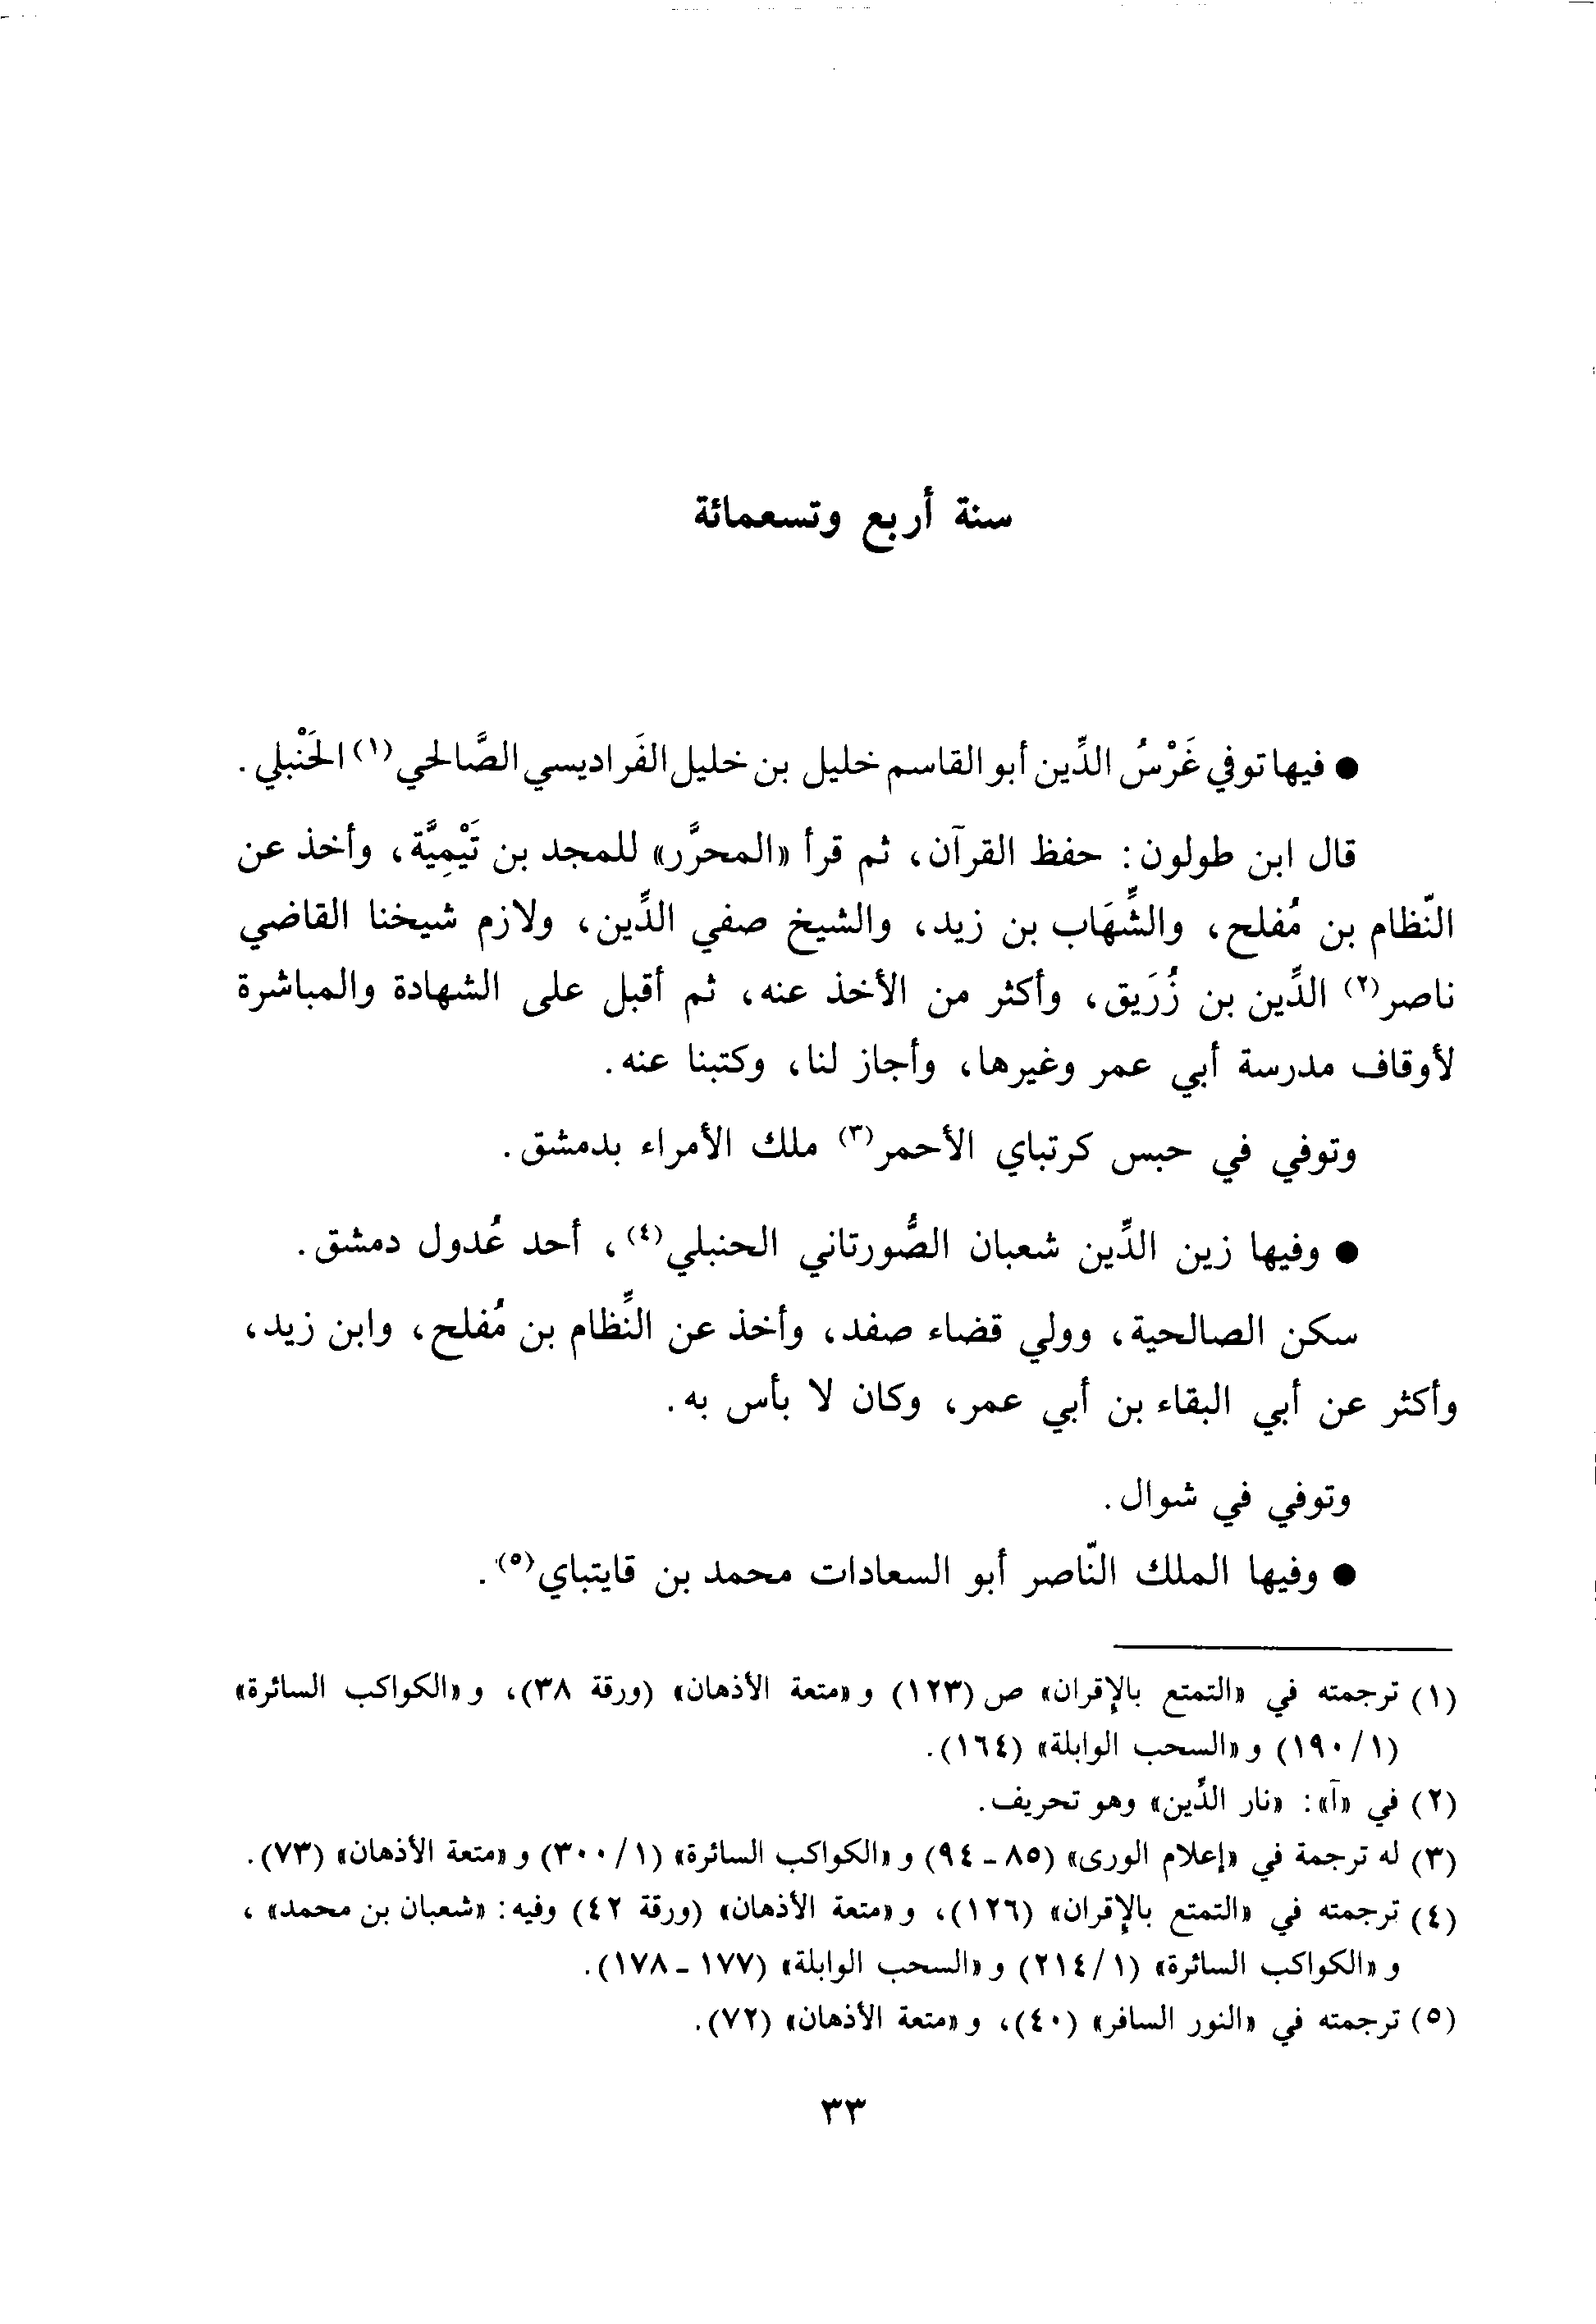 سنة أربع وتسعمائة
● فيها توفي غَرْسُ الدِّين أبو القاسم خليل بن خليل الفَراديسي الصَّالحي(١) الحَنْبلي.
قال ابن طولون: حفظ القرآن، ثم قرأ «المحرَّر» للمجد بن تَيْمِيَّة، وأخذ عن
النّظام بن مُفلح، والشِّهَاب بن زيد، والشيخ صفي الدِّين، ولازم شيخنا القاضي
ناصر(٢) الدِّين بن زُرَيق، وأكثر من الأخذ عنه، ثم أقبل على الشهادة والمباشرة
لأوقاف مدرسة أبي عمر وغيرها، وأجاز لنا، وكتبنا عنه.
وتوفي في حبس كرتباي الأحمر(٣) ملك الأمراء بدمشق.
● وفيها زين الدِّين شعبان الصُّورتاني الحنبلي(٤)، أحد عُدول دمشق.
سكن الصالحية، وولي قضاء صفد، وأخذ عن النِّظام بن مُفلح، وابن زيد،
وأكثر عن أبي البقاء بن أبي عمر، وكان لا بأس به.
وتوفي في شوال.
● وفيها الملك النّاصر أبو السعادات محمد بن قايتباي(٥).
(١) ترجمته في «التمتع بالإقران» ص (١٢٣) و «متعة الأذهان» (ورقة ٣٨)، و «الكواكب السائرة»
(١/ ١٩٠) و «السحب الوابلة» (١٦٤).
(٢) في «آ»: «نار الدِّين» وهو تحريف.
(٣) له ترجمة في «إعلام الورى» (٨٥ - ٩٤) و «الكواكب السائرة» (١/ ٣٠٠) و «متعة الأذهان» (٧٣).
(٤) ترجمته في «التمتع بالإقران» (١٢٦)، و «متعة الأذهان» (ورقة ٤٢) وفيه: «شعبان بن محمد»،
و «الكواكب السائرة» (١/ ٢١٤) و «السحب الوابلة» (١٧٧ - ١٧٨).
(٥) ترجمته في «النور السافر» (٤٠)، و «متعة الأذهان» (٧٢).
٣٣